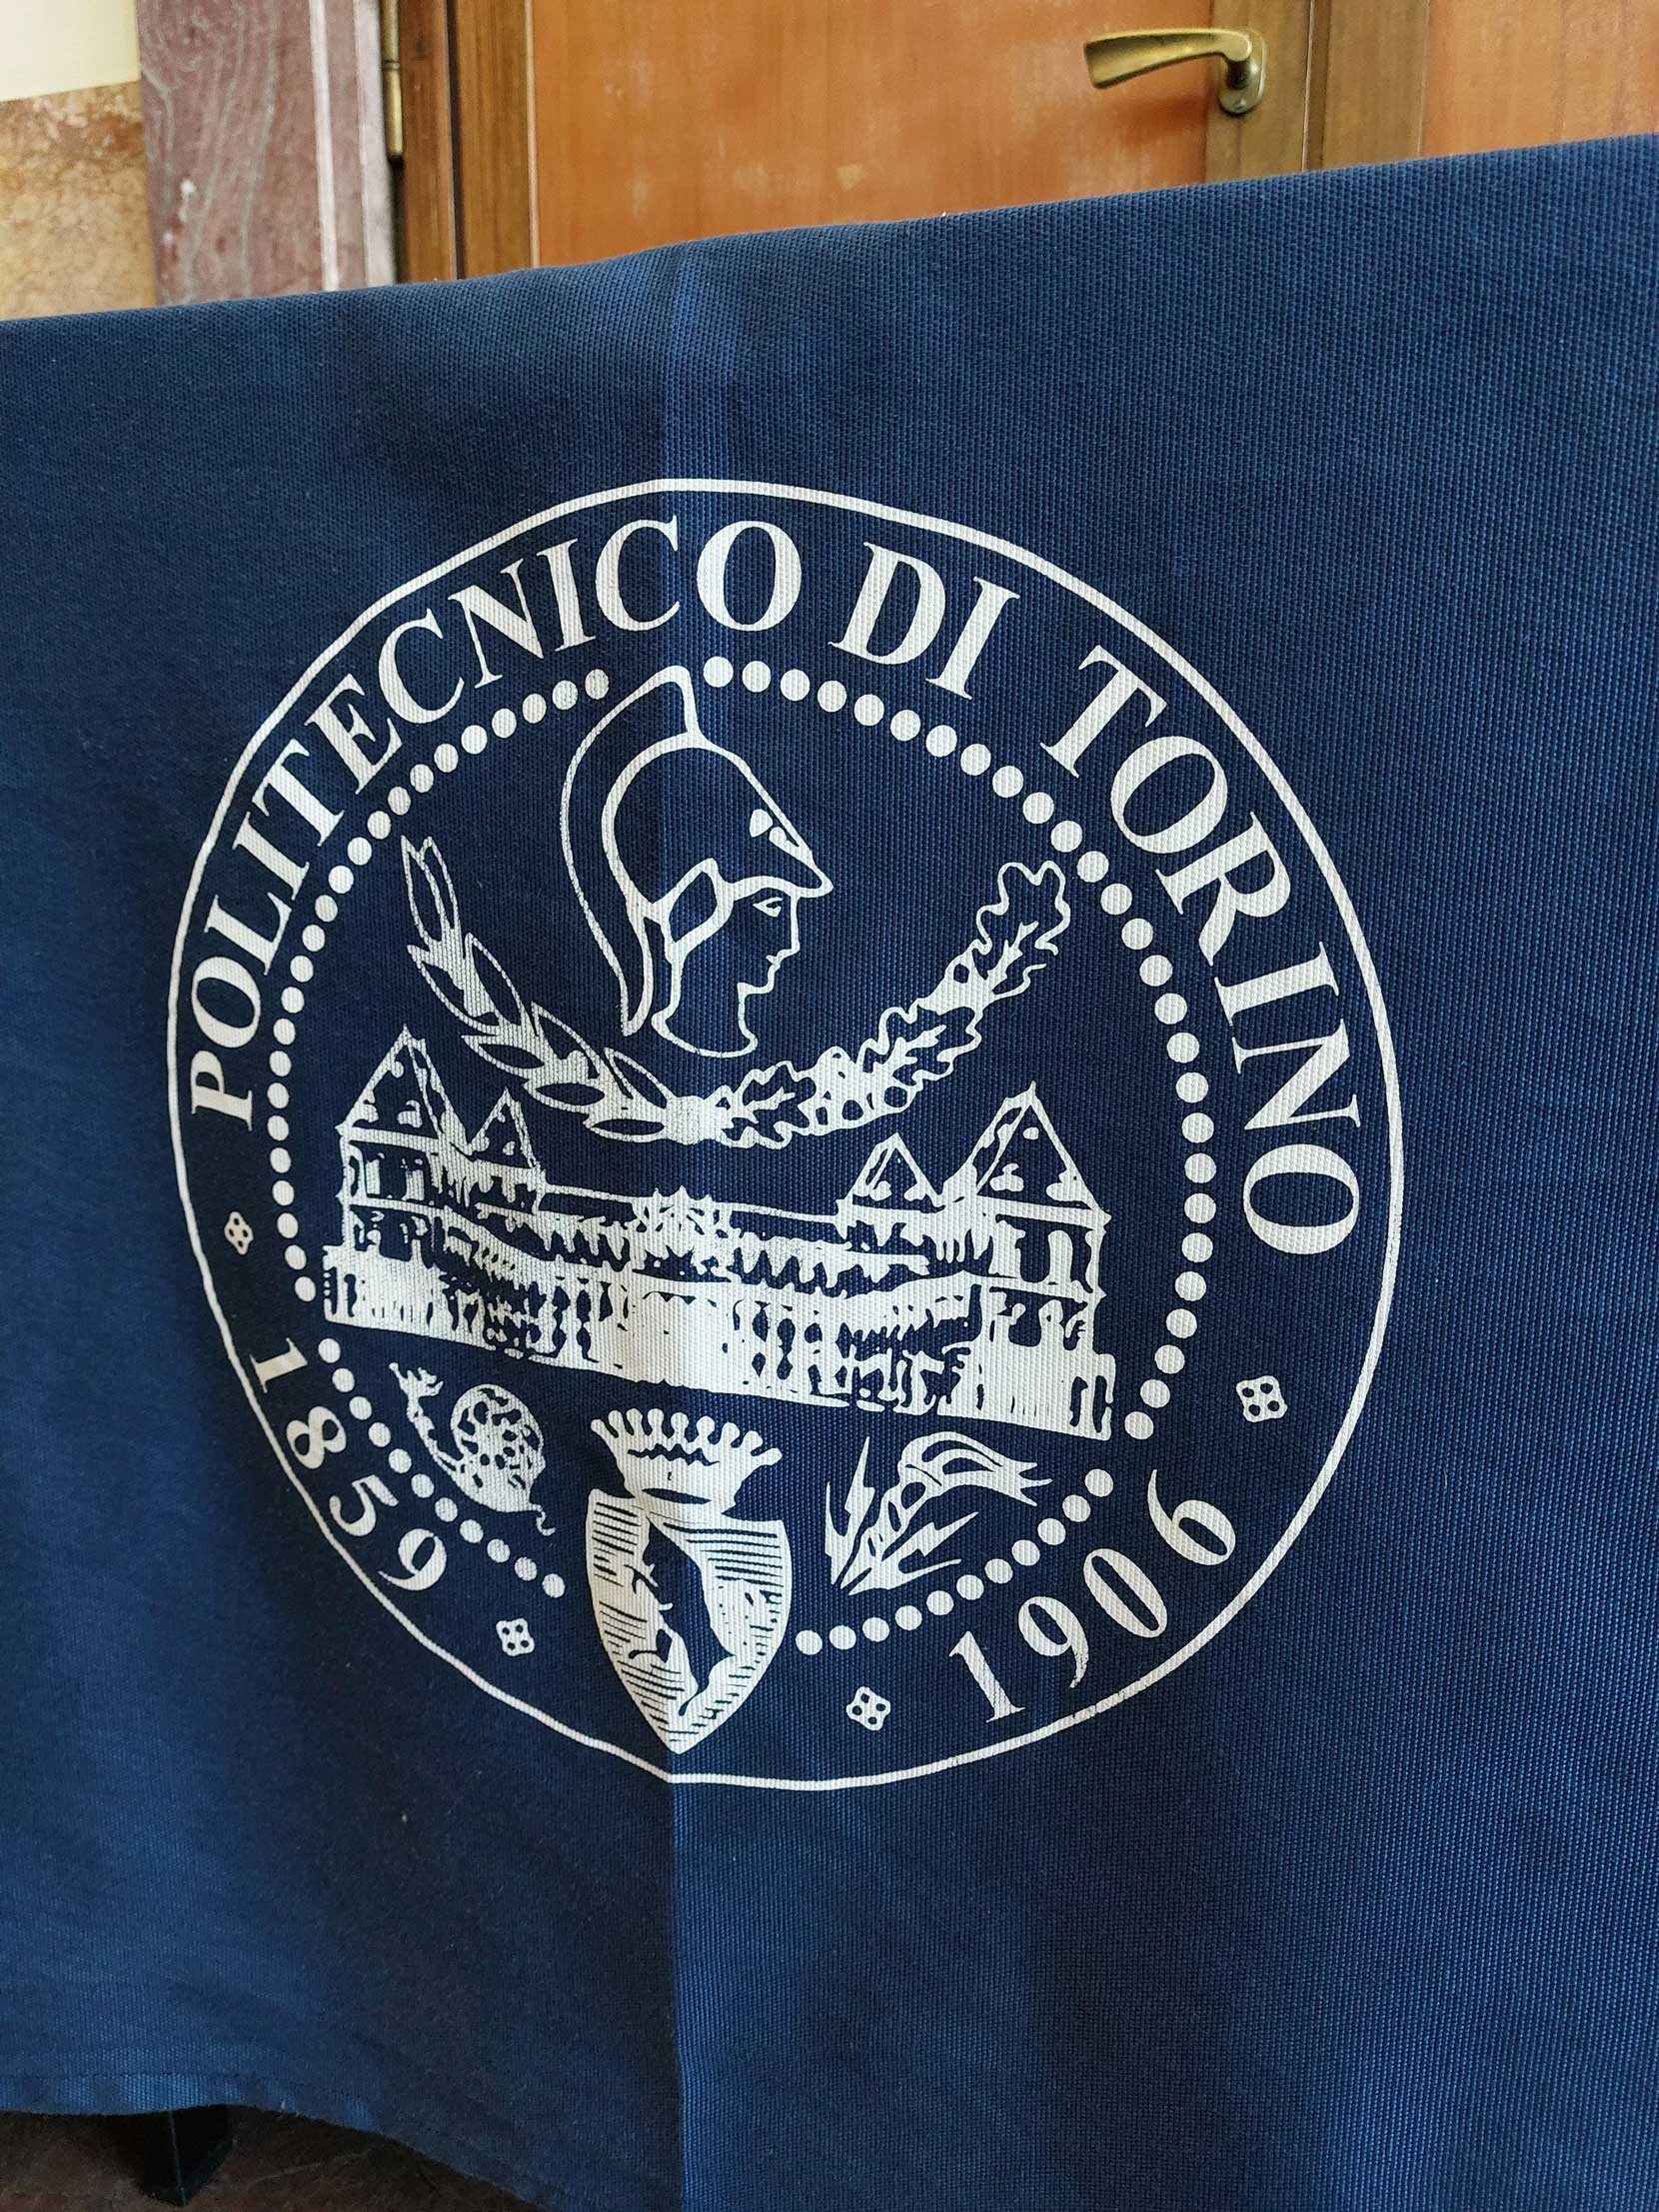 POLITECNICO DI TORINO
1859
1906